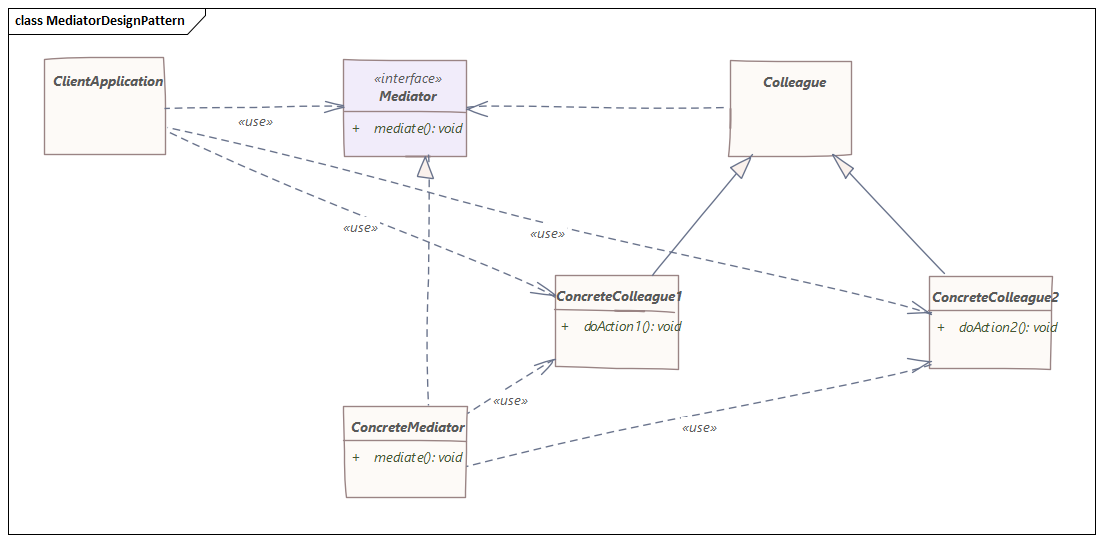 class MediatorDesignPattern
ClientApplication
«interface»
Mediator
+ mediate(): void
Colleague
«use»
«use»
«use»
ConcreteColleague1
+ doAction1(): void
ConcreteColleague2
+ doAction2(): void
«use»
«use»
ConcreteMediator
+ mediate(): void